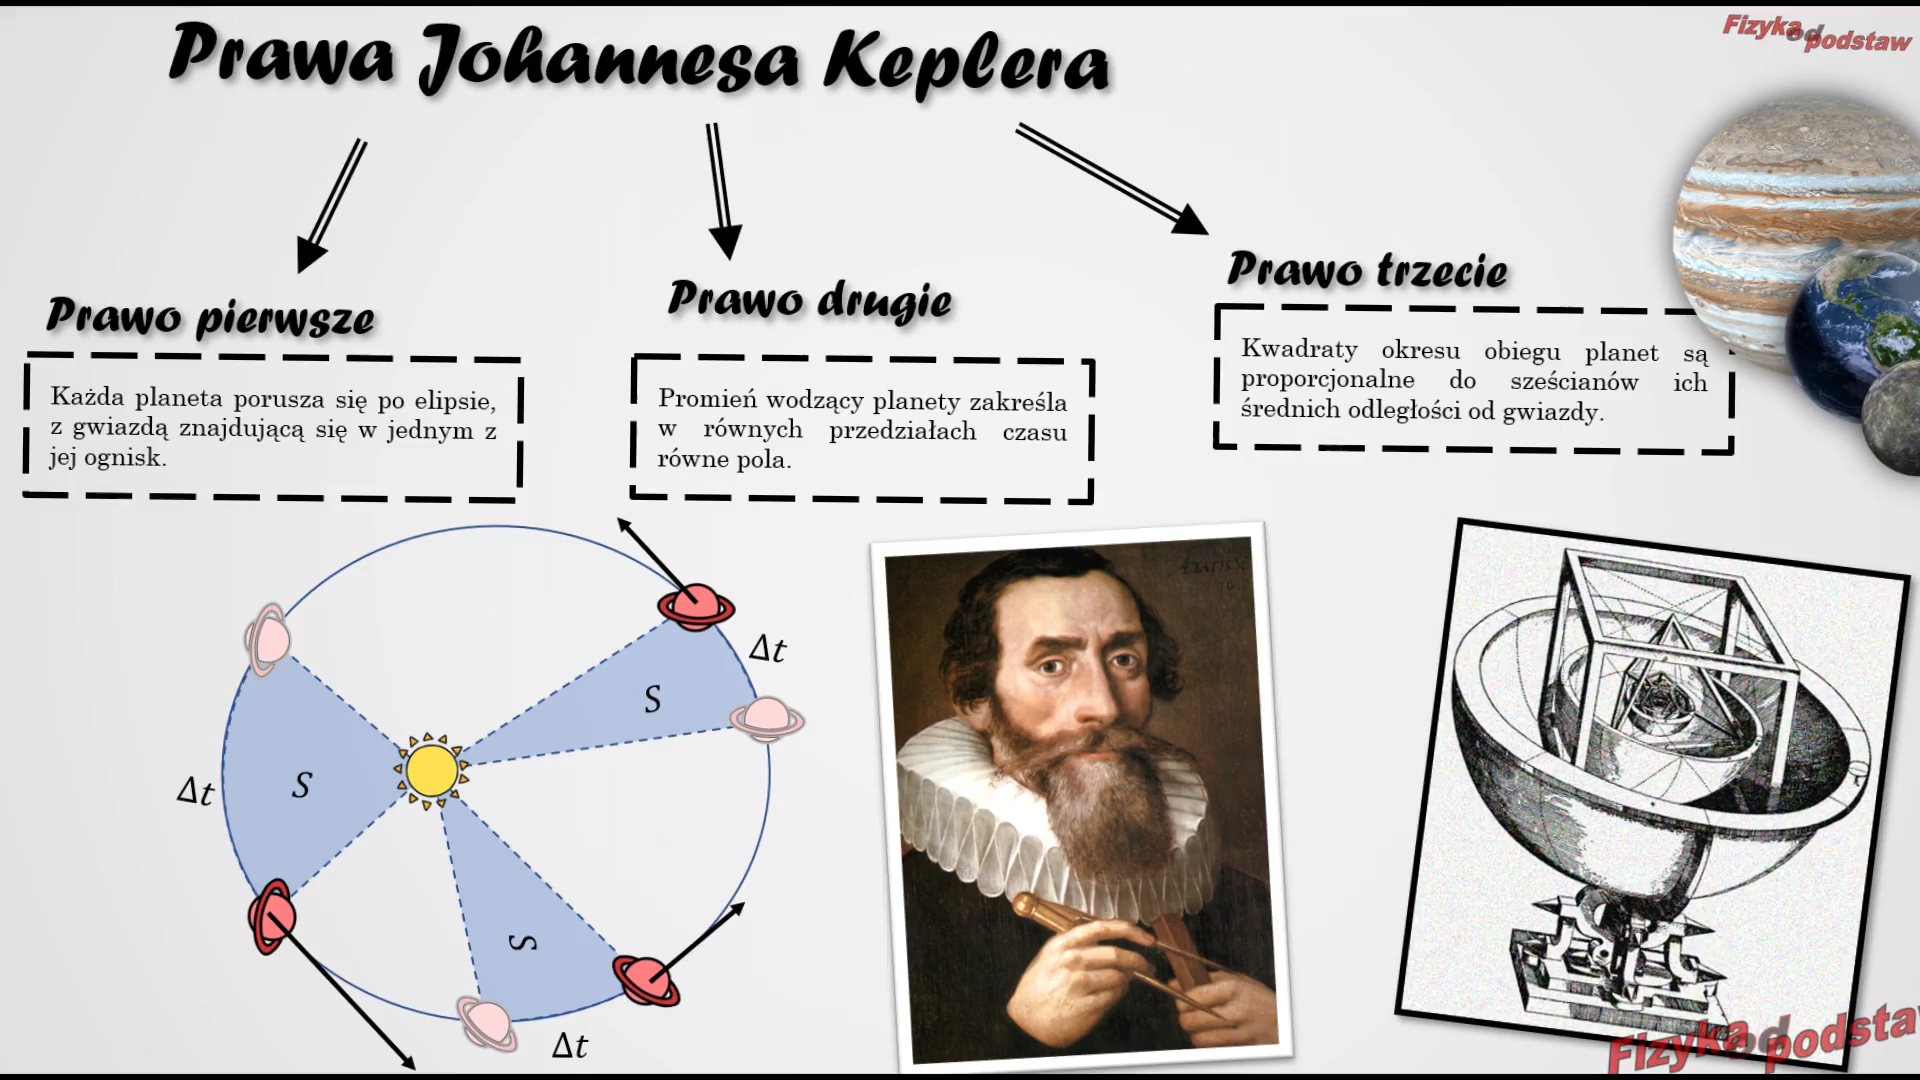 Prawa Johannesa Keplera
Fizyka od podstaw
Prawo pierwsze
Każda planeta porusza się po elipsie,
z gwiazdą znajdującą się w jednym z
jej ognisk.
Prawo drugie
Promień wodzący planety zakreśla
w równych przedziałach czasu
równe pola.
Prawo trzecie
Kwadraty okresu obiegu planet są
proporcjonalne do sześcianów ich
średnich odległości od gwiazdy.
Δt
S
Δt
S
S
Δt
Fizyka od podstaw